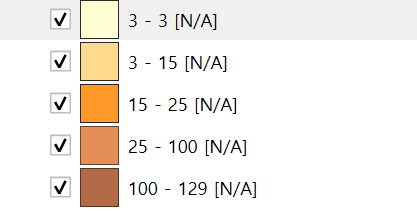 3 - 3 [N/A]
3 - 15 [N/A]
15 - 25 [N/A]
25 - 100 [N/A]
100 - 129 [N/A]